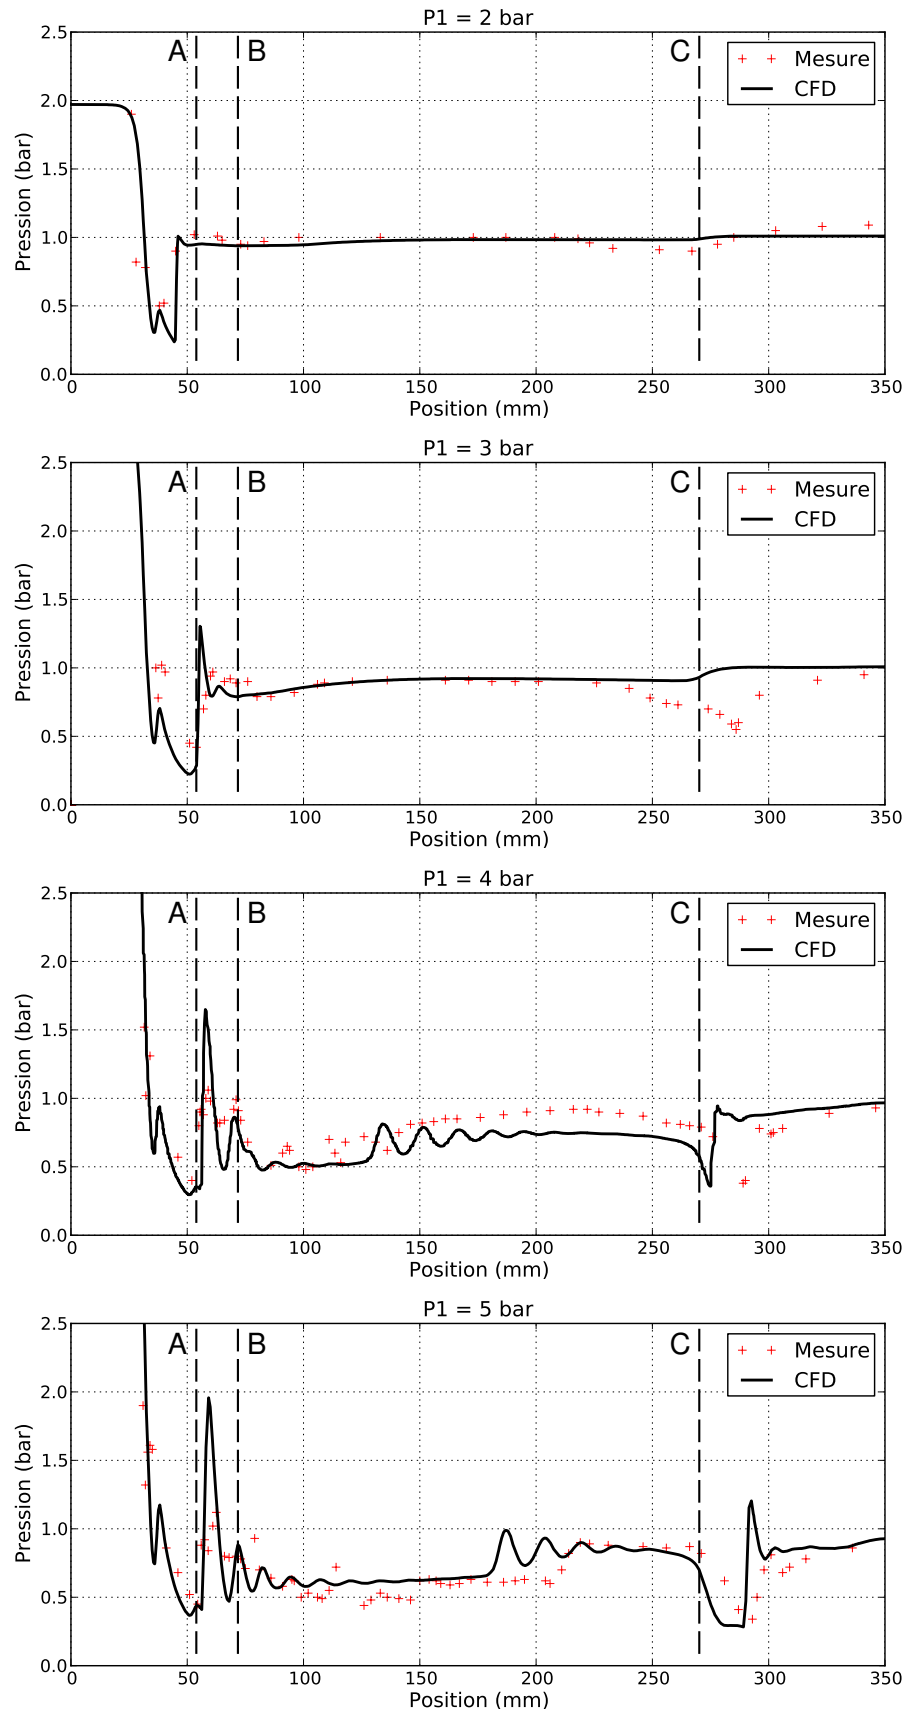 P1 = 2 bar
2.5
2.0
1.5
1.0
0.5
0.0
Pression (bar)
A
B
C
Mesure
CFD
0 50 100 150 200 250 300 350
Position (mm)
P1 = 3 bar
2.5
2.0
1.5
1.0
0.5
0.0
Pression (bar)
A
B
C
Mesure
CFD
0 50 100 150 200 250 300 350
Position (mm)
P1 = 4 bar
2.5
2.0
1.5
1.0
0.5
0.0
Pression (bar)
A
B
C
Mesure
CFD
0 50 100 150 200 250 300 350
Position (mm)
P1 = 5 bar
2.5
2.0
1.5
1.0
0.5
0.0
Pression (bar)
A
B
C
Mesure
CFD
0 50 100 150 200 250 300 350
Position (mm)